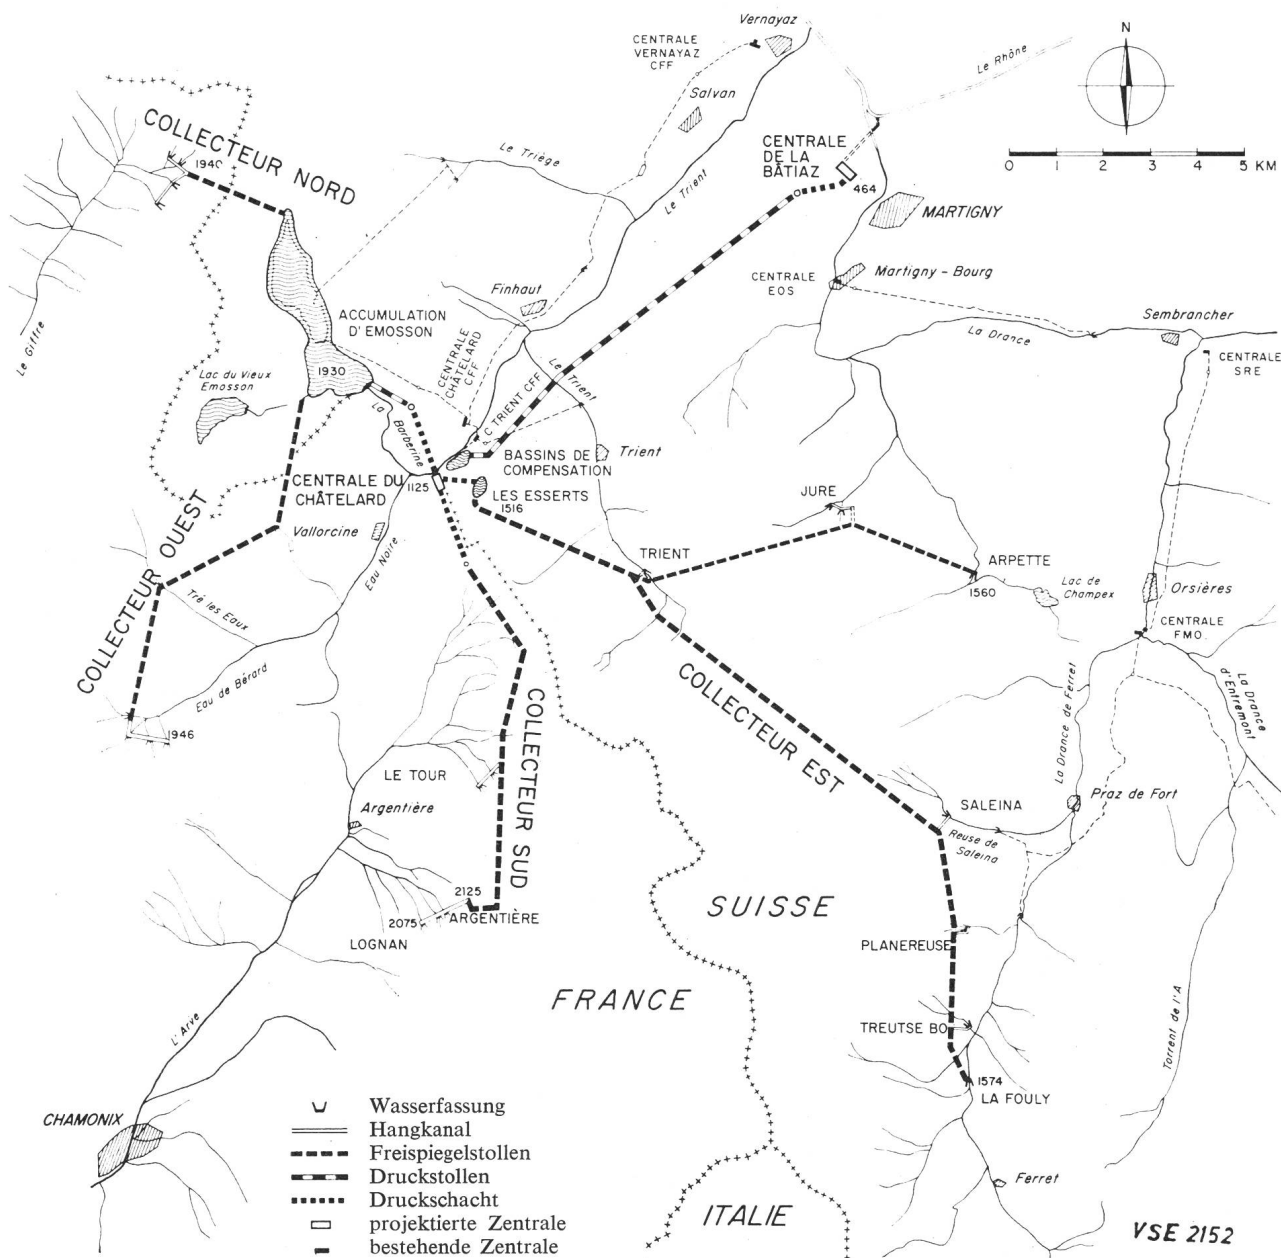 Vernayaz
CENTRALE
VERNAYAZ
CFF
Le Rhône
N
Salvan
COLLECTEUR NORD
1940
Le Triège
Le Trient
CENTRALE
DE LA
BÂTIAZ
464
0 1 2 3 4 5 KM
MARTIGNY
Le Giffre
Finhaut
CENTRALE
EOS
Martigny - Bourg
ACCUMULATION
D'EMOSSON
La Dranse
Sembrancher
CENTRALE
SRE
CENTRALE
CHÂTELARD
CFF
Le Trient
1930
Lac du Vieux
Emosson
La
Barberine
C TRIENT CFF
BASSINS DE
COMPENSATION
Trient
CENTRALE DU
CHÂTELARD
1125
LES ESSERTS
1516
JURE
COLLECTEUR OUEST
Vallorcine
Eau Noire
TRIENT
ARPETTE
1560
Lac de
Champex
Orsières
Tré les Eaux
CENTRALE
FMO.
Eau de Bérard
1946
COLLECTEUR SUD
COLLECTEUR EST
La Drance de Ferret
La Drance
d'Entremont
LE TOUR
Argentière
SALEINA
Praz de Fort
Reuse de
Saleina
2125
2075
ARGENTIÈRE
LOGNAN
SUISSE
PLANEREUSE
FRANCE
L'Arve
TREUTSE BO
Torrent de l'A
1574
LA FOULY
CHAMONIX
Ferret
ITALIE
Wasserfassung
Hangkanal
Freispiegelstollen
Druckstollen
Druckschacht
projektierte Zentrale
bestehende Zentrale
VSE 2152